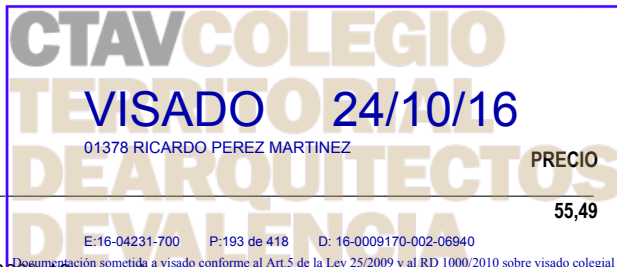 CTAVCOLEGIO
TERRITORIAL
VISADO 24/10/16
01378 RICARDO PEREZ MARTINEZ
PRECIO
DEARQUITECTOS
55,49
DEVALENCIA
E:16-04231-700 P:193 de 418 D: 16-0009170-002-06940
Documentación sometida a visado conforme al Art.5 de la Ley 25/2009 y al RD 1000/2010 sobre visado colegial